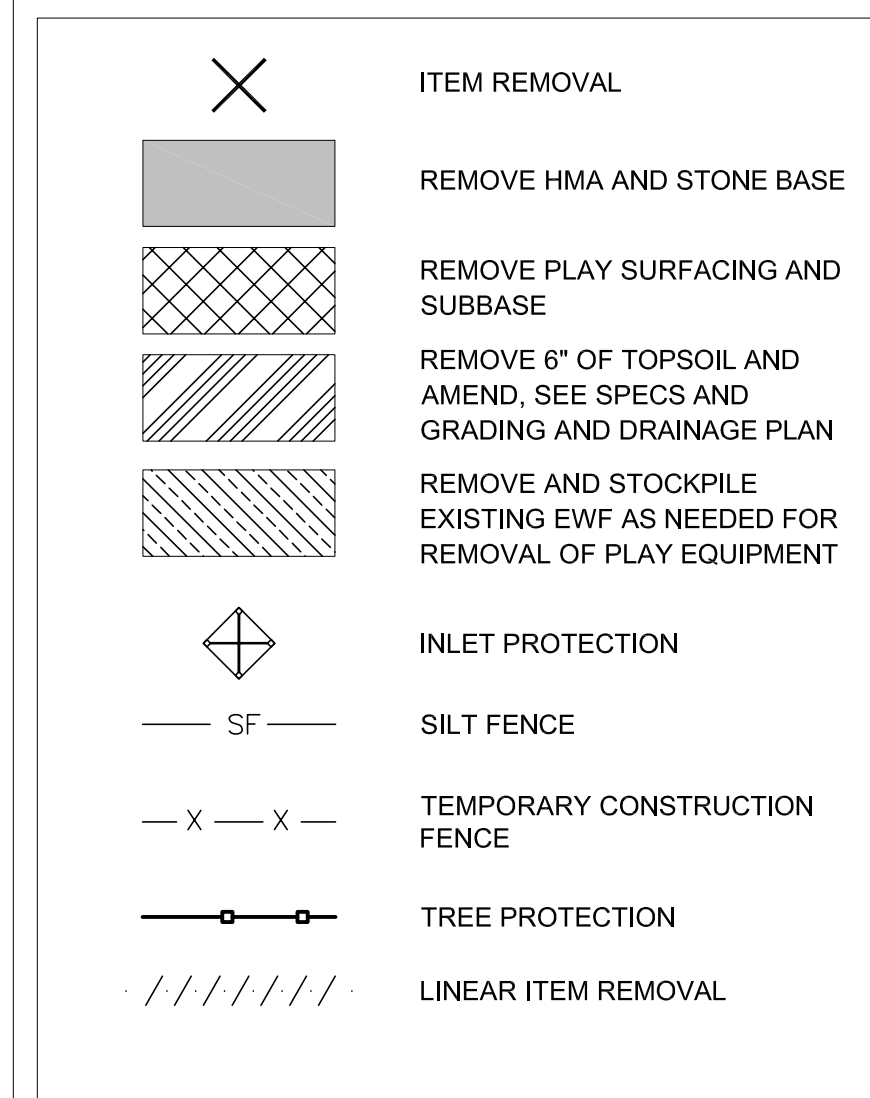 ITEM REMOVAL
REMOVE HMA AND STONE BASE
REMOVE PLAY SURFACING AND
SUBBASE
REMOVE 6" OF TOPSOIL AND
AMEND, SEE SPECS AND
GRADING AND DRAINAGE PLAN
REMOVE AND STOCKPILE
EXISTING EWF AS NEEDED FOR
REMOVAL OF PLAY EQUIPMENT
INLET PROTECTION
SF
SILT FENCE
X X
TEMPORARY CONSTRUCTION
FENCE
TREE PROTECTION
LINEAR ITEM REMOVAL